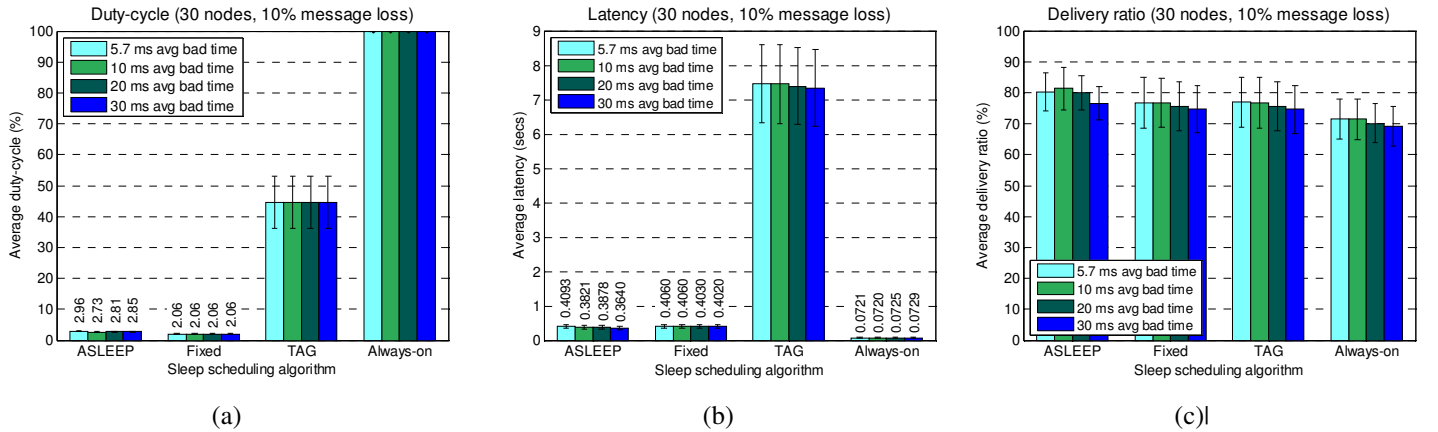 Duty-cycle (30 nodes, 10% message loss)
100
90
80
70
60
50
40
30
20
10
0
Average duty-cycle (%)
5.7 ms avg bad time
10 ms avg bad time
20 ms avg bad time
30 ms avg bad time
2.96
2.73
2.81
2.85
2.06
2.06
2.06
2.06
ASLEEP Fixed TAG Always-on
Sleep scheduling algorithm
(a)
Latency (30 nodes, 10% message loss)
9
8
7
6
5
4
3
2
1
0
Average latency (secs)
5.7 ms avg bad time
10 ms avg bad time
20 ms avg bad time
30 ms avg bad time
0.4093
0.3821
0.3878
0.3640
0.4060
0.4060
0.4030
0.4020
0.0721
0.0720
0.0725
0.0729
ASLEEP Fixed TAG Always-on
Sleep scheduling algorithm
(b)
Delivery ratio (30 nodes, 10% message loss)
100
90
80
70
60
50
40
30
20
10
0
Average delivery ratio (%)
5.7 ms avg bad time
10 ms avg bad time
20 ms avg bad time
30 ms avg bad time
ASLEEP Fixed TAG Always-on
Sleep scheduling algorithm
(c)l